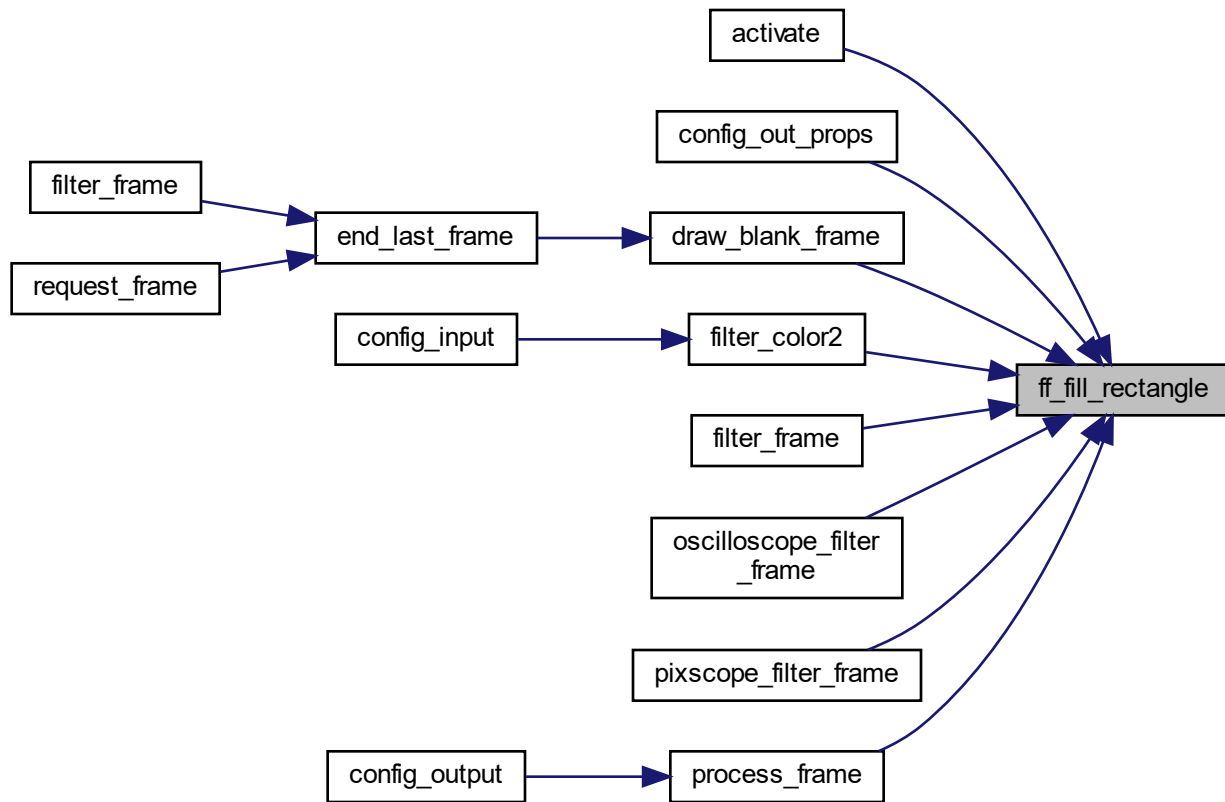 activate
config_out_props
filter_frame
end_last_frame
draw_blank_frame
request_frame
config_input
filter_color2
ff_fill_rectangle
filter_frame
oscilloscope_filter
_frame
pixscope_filter_frame
config_output
process_frame